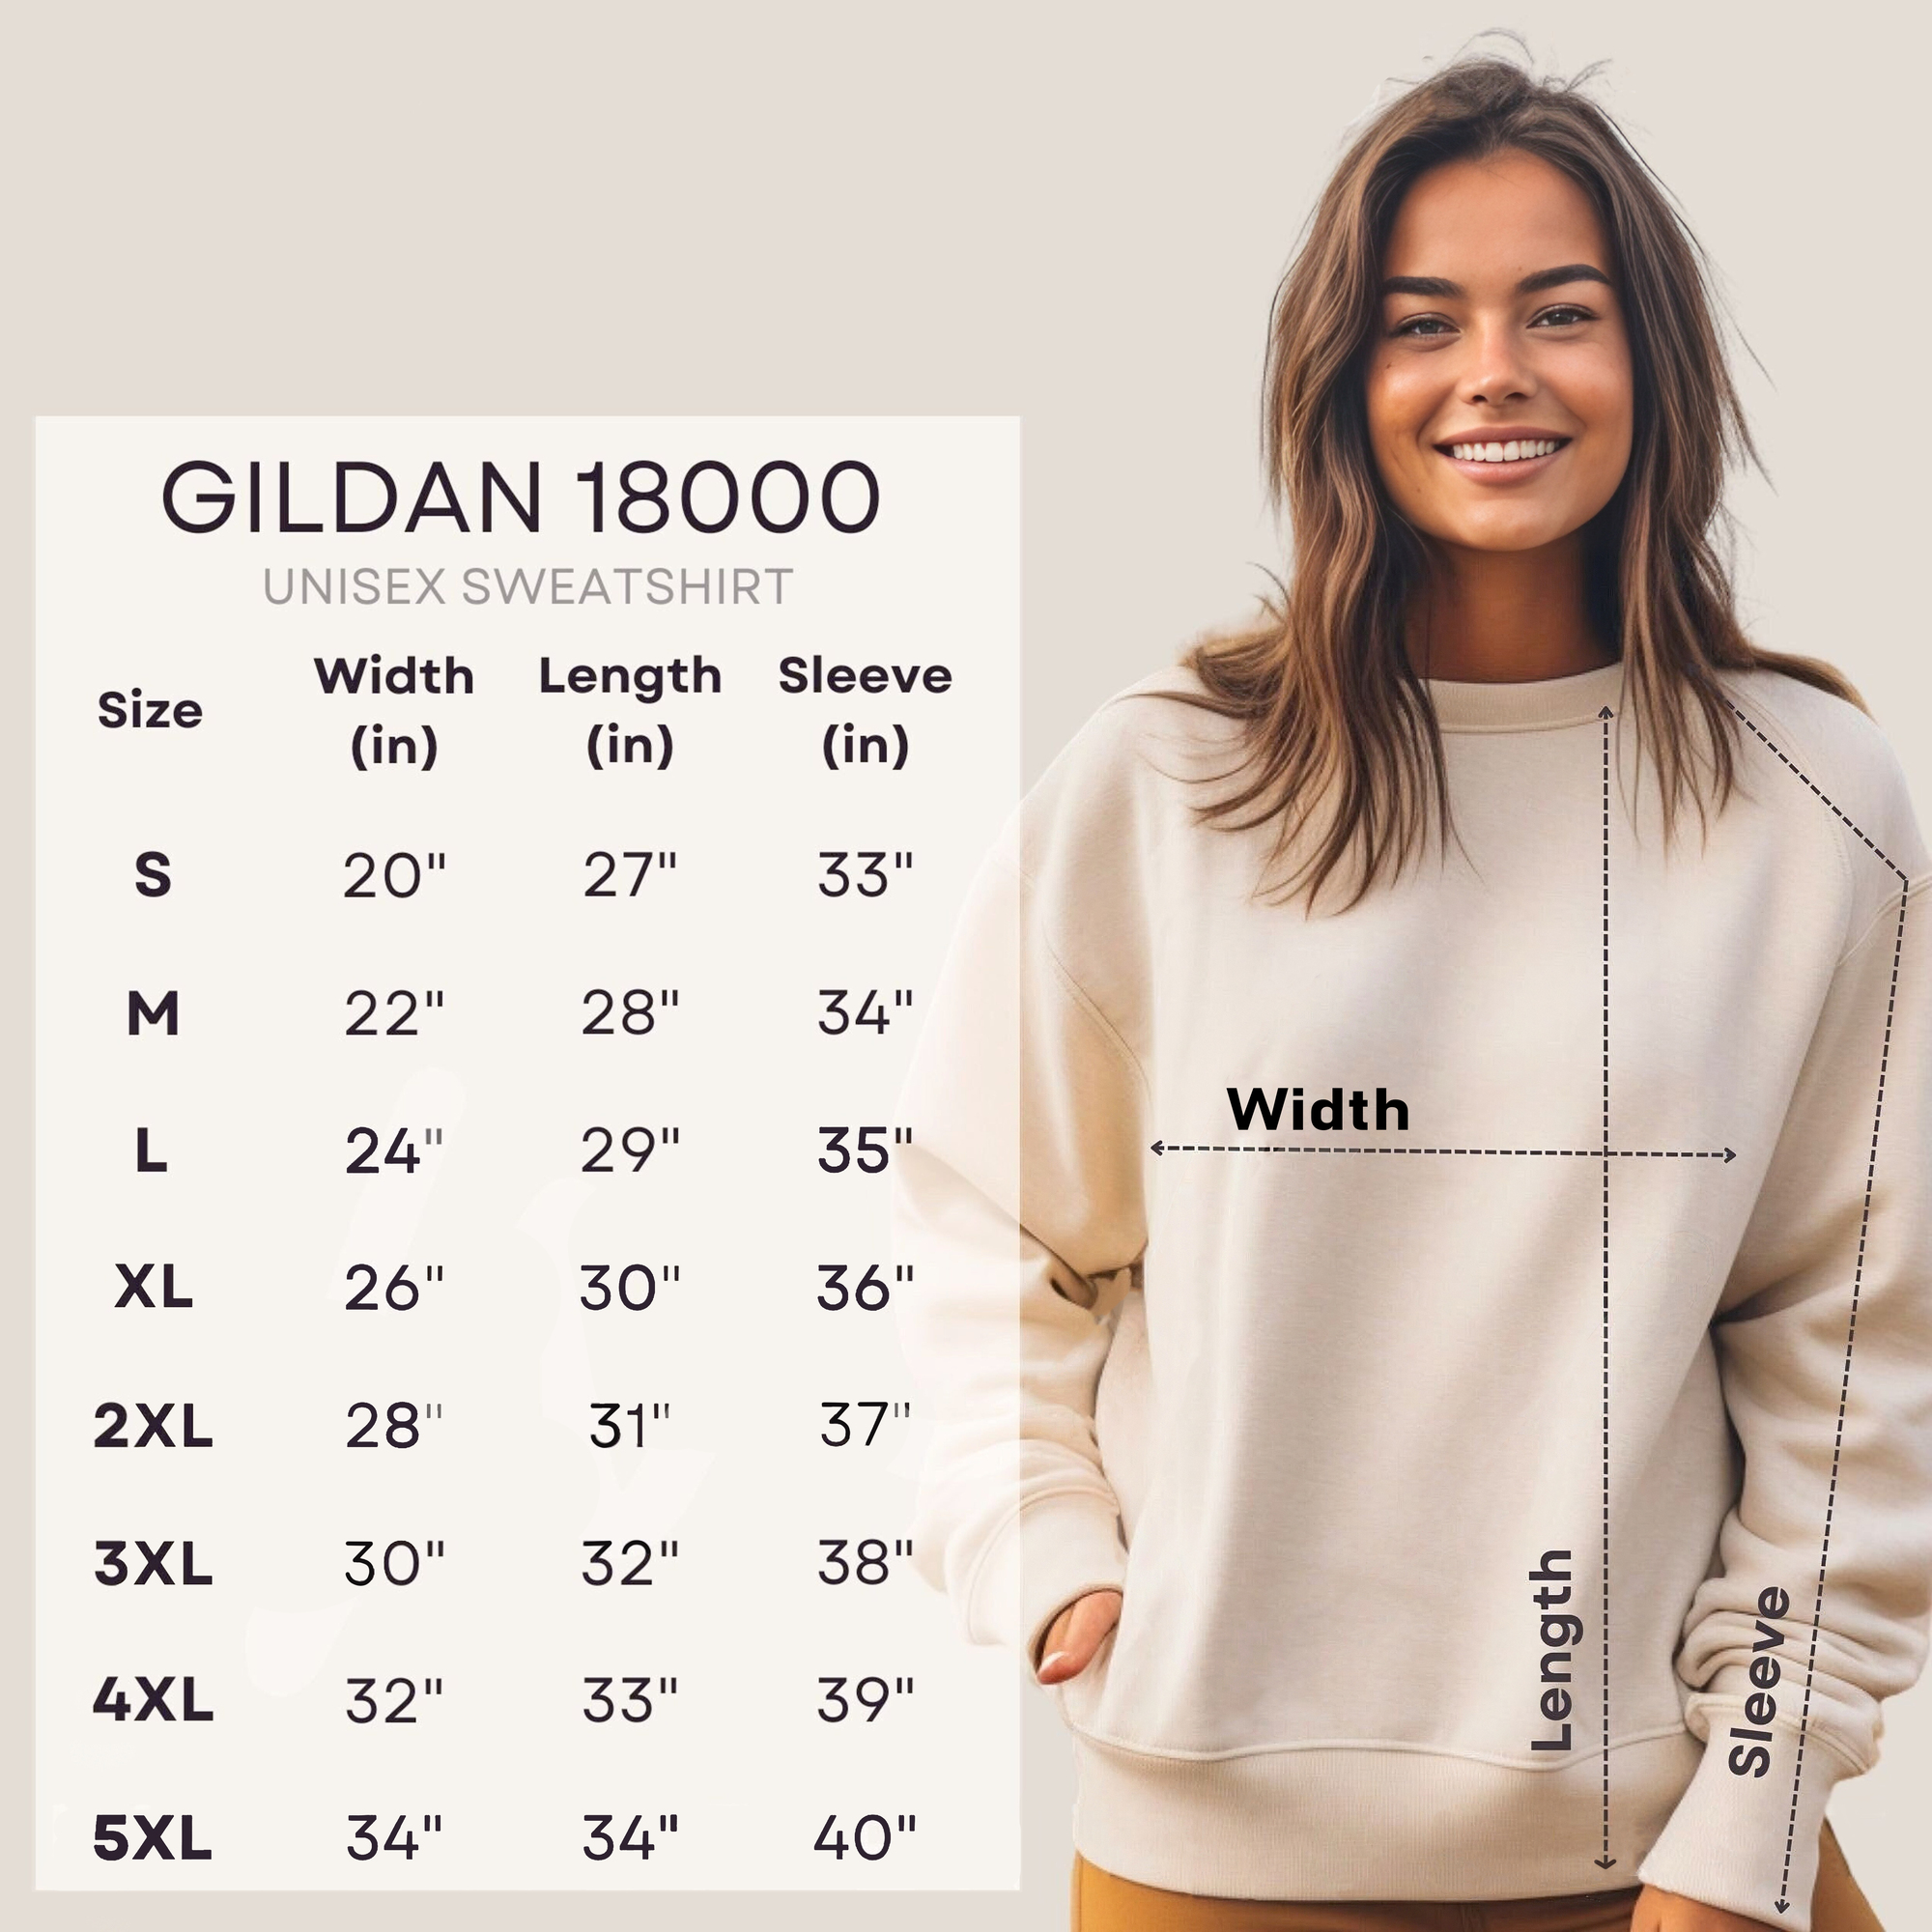 GILDAN 18000
UNISEX SWEATSHIRT
Size Width (in) Length (in) Sleeve (in)
S 20" 27" 33"
M 22" 28" 34"
L 24" 29" 35"
XL 26" 30" 36"
2XL 28" 31" 37"
3XL 30" 32" 38"
4XL 32" 33" 39"
5XL 34" 34" 40"
Width
Length
Sleeve